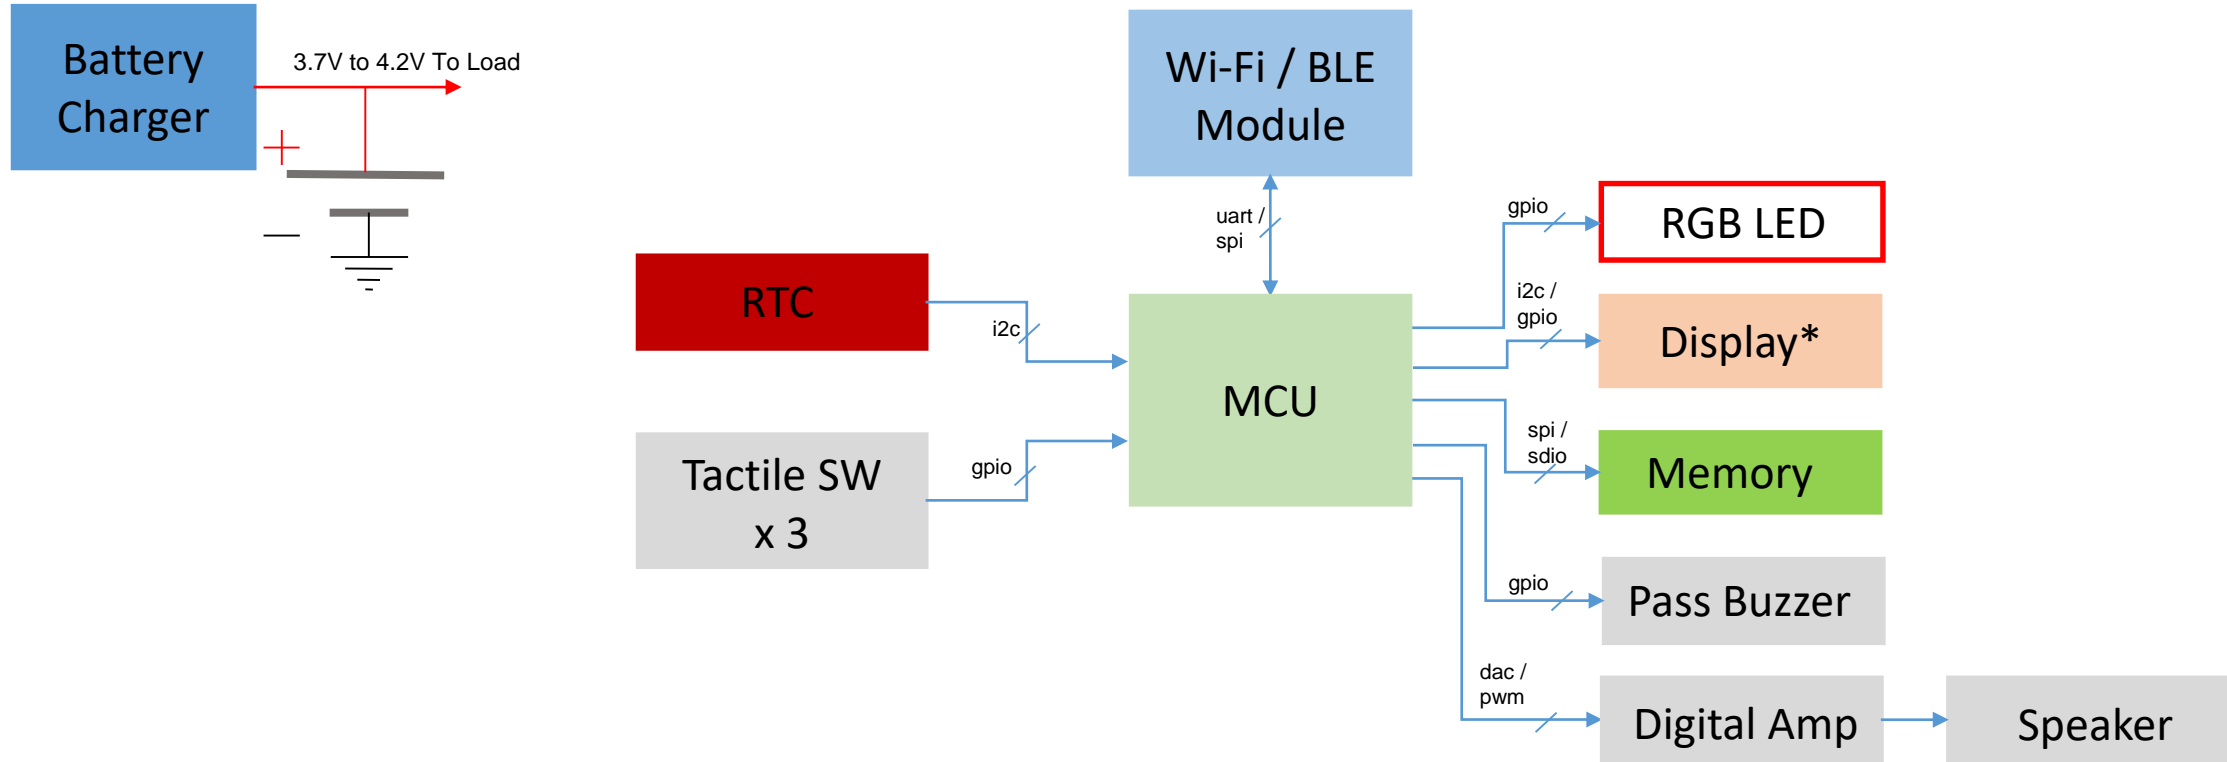 Battery
Charger
3.7V to 4.2V To Load
Wi-Fi / BLE
Module
uart /
spi
RTC
i2c
Tactile SW
x 3
gpio
MCU
gpio
RGB LED
i2c /
gpio
Display*
spi /
sdio
Memory
gpio
Pass Buzzer
dac /
pwm
Digital Amp
Speaker